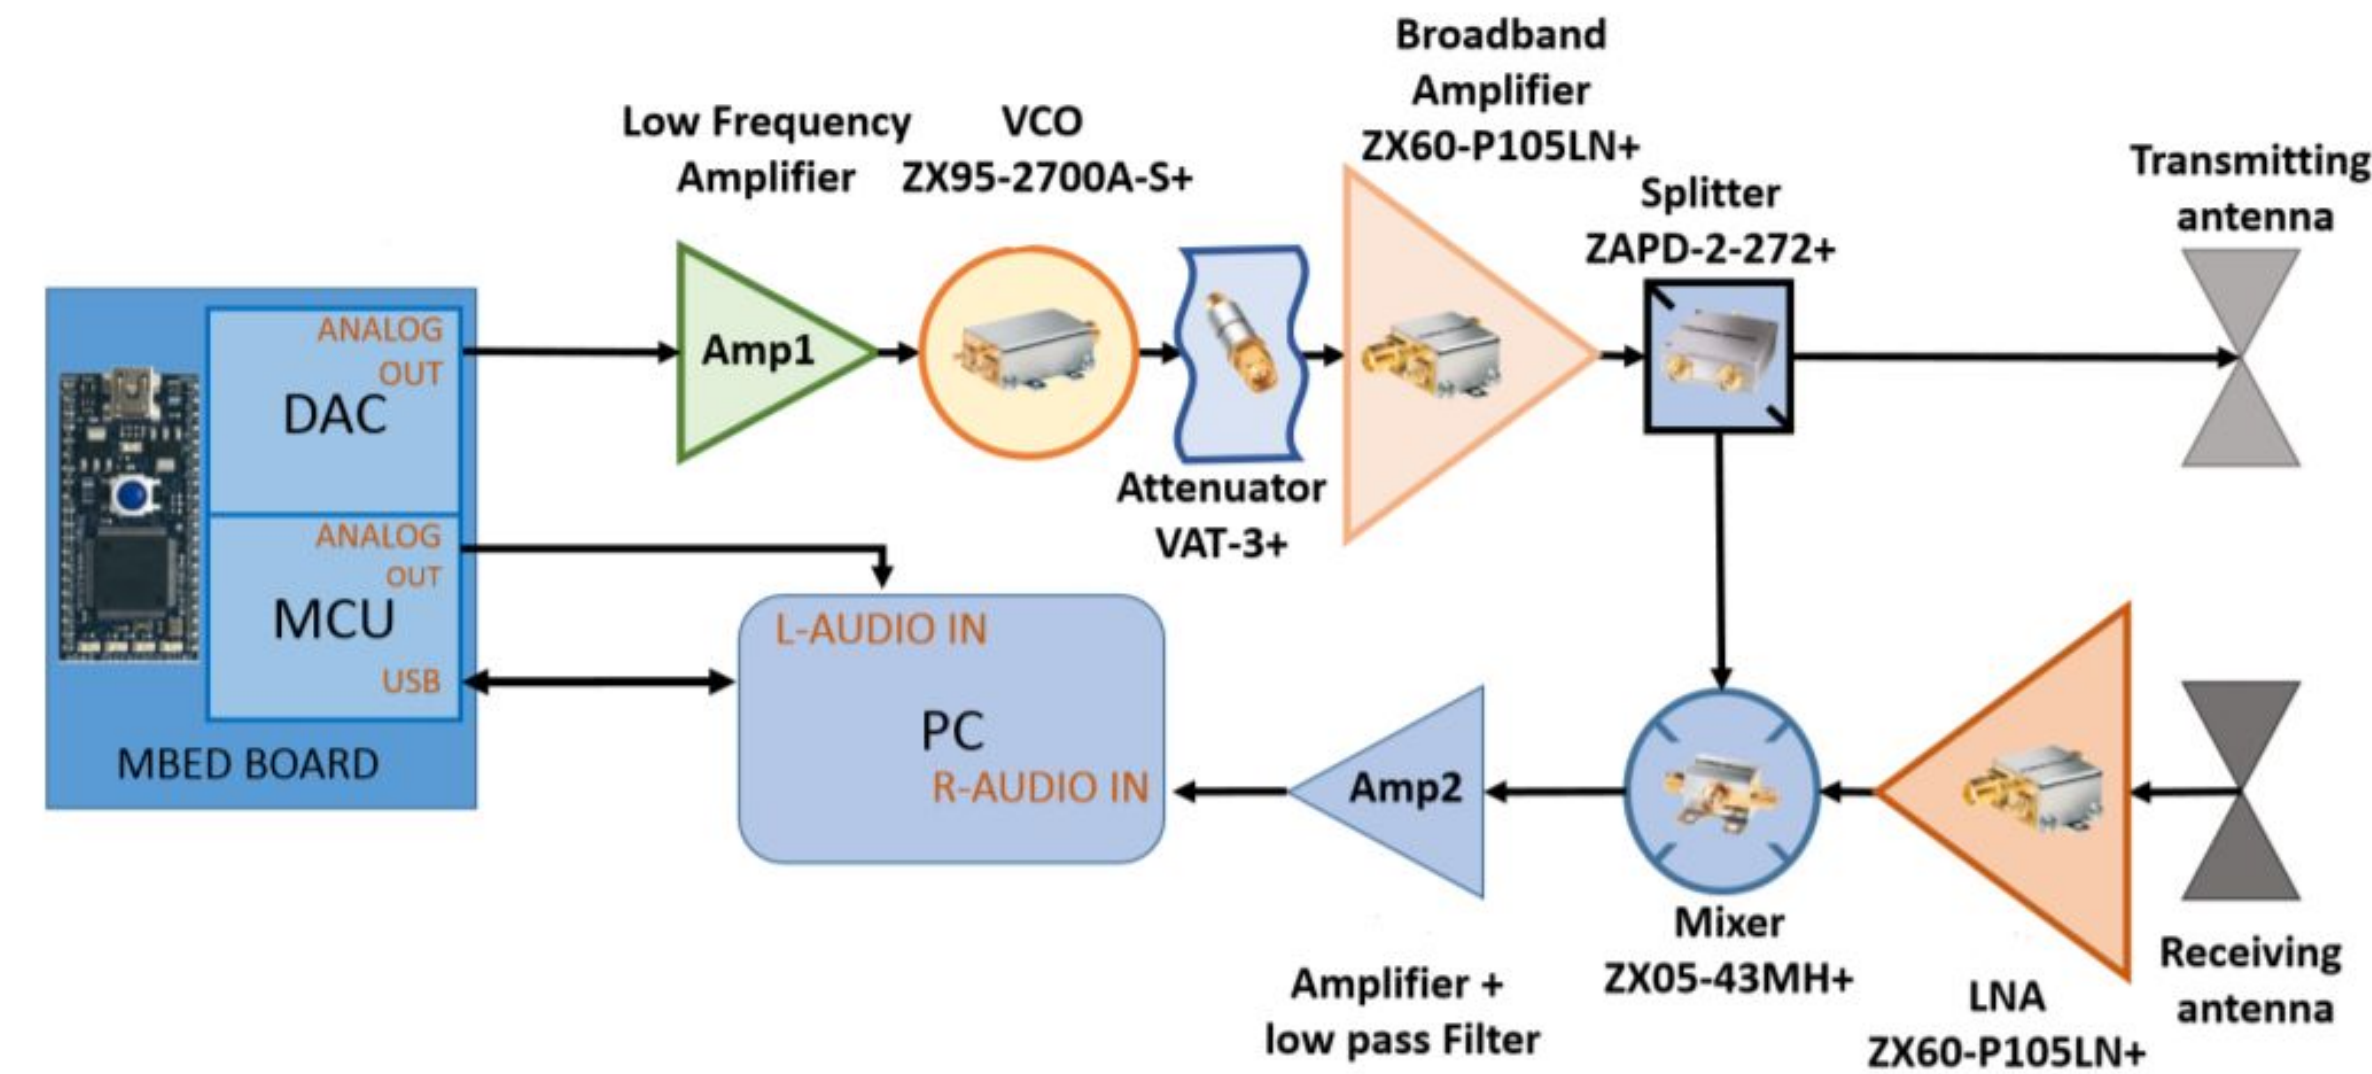 Broadband
Amplifier
ZX60-P105LN+
Low Frequency
Amplifier
VCO
ZX95-2700A-S+
Splitter
ZAPD-2-272+
Transmitting
antenna
ANALOG
OUT
DAC
Amp1
Attenuator
VAT-3+
ANALOG
OUT
MCU
USB
MBED BOARD
L-AUDIO IN
PC
R-AUDIO IN
Amp2
Amplifier +
low pass Filter
Mixer
ZX05-43MH+
LNA
ZX60-P105LN+
Receiving
antenna